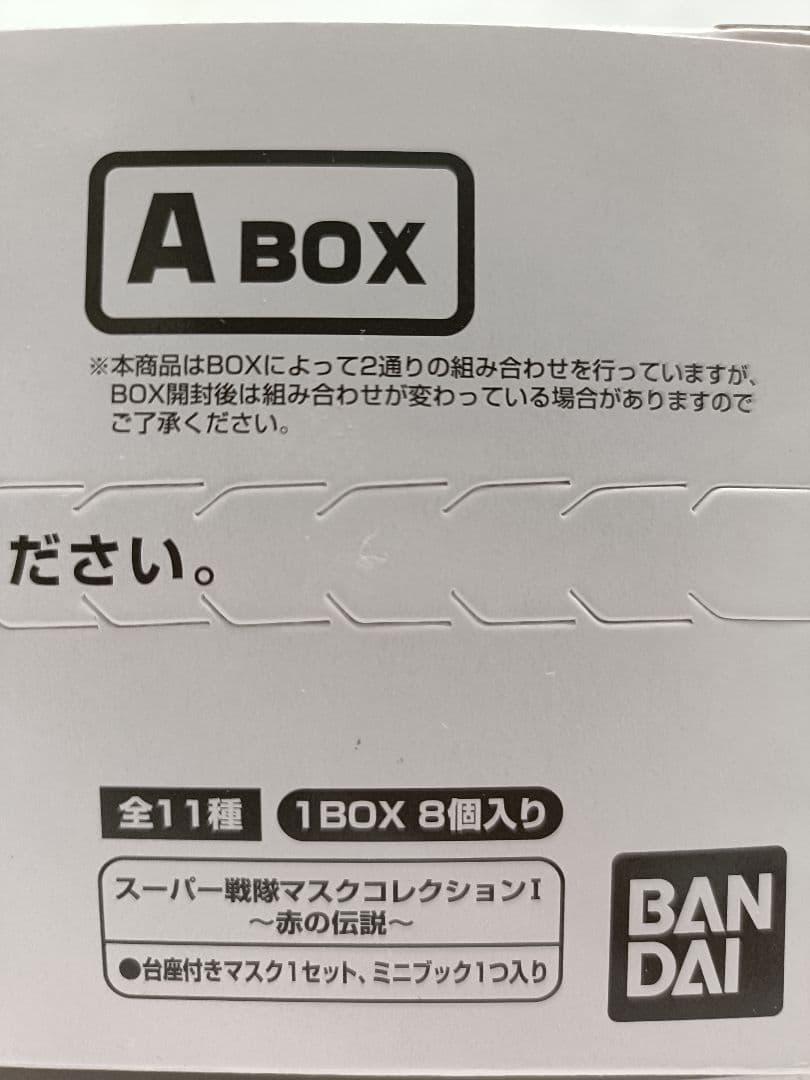 A BOX
※本商品はBOXによって2通りの組み合わせを行っていますが、
BOX開封後は組み合わせが変わっている場合がありますので
ご了承ください。
ださい。
全11種
1BOX 8個入り
スーパー戦隊マスクコレクションI
～赤の伝説～
●台座付きマスク1セット、ミニブック1つ入り
BAN
DAI